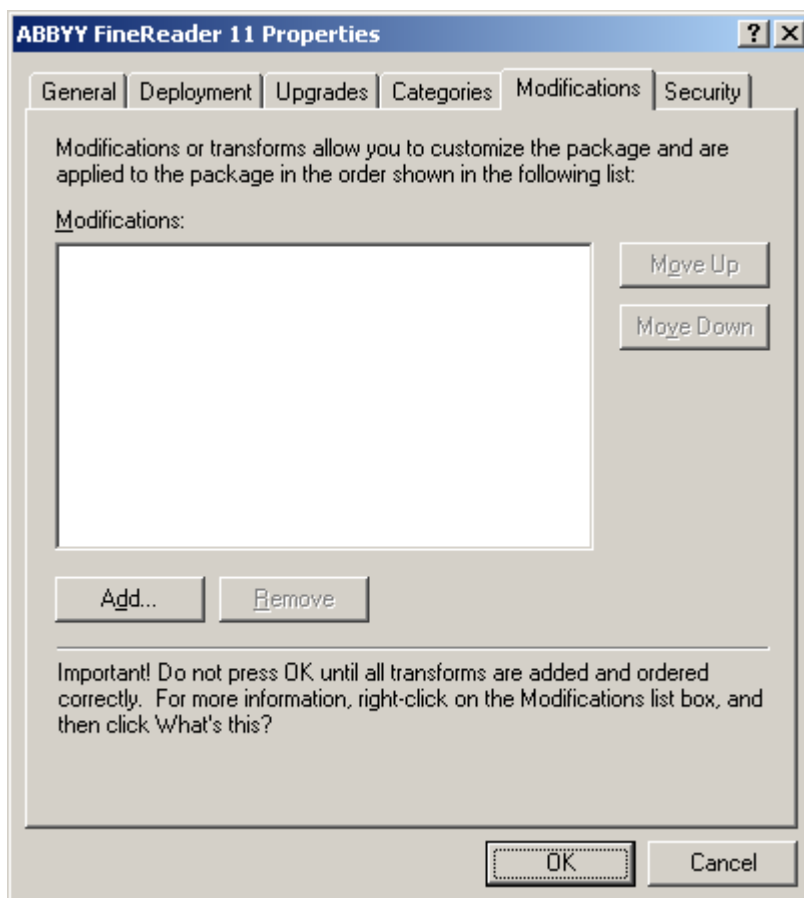 ABBYY FineReader 11 Properties
General Deployment Upgrades Categories Modifications Security
Modifications or transforms allow you to customize the package and are
applied to the package in the order shown in the following list:
Modifications:
Move Up
Move Down
Add... Remove
Important! Do not press OK until all transforms are added and ordered
correctly.  For more information, right-click on the Modifications list box, and
then click What's this?
OK Cancel